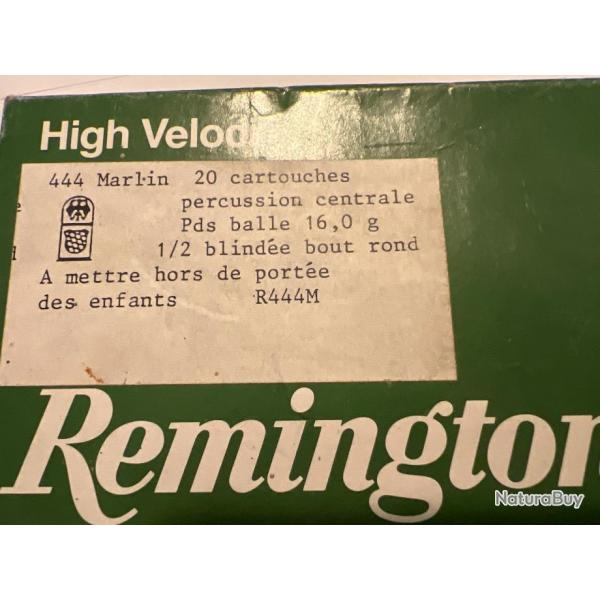 High
444 Marlin 20 cartouches
percussion centrale
Pds balle 16,0 g
1/2 blindée bout rond
A mettre hors de portée
des enfants R444M
Remington
NaturaBuy